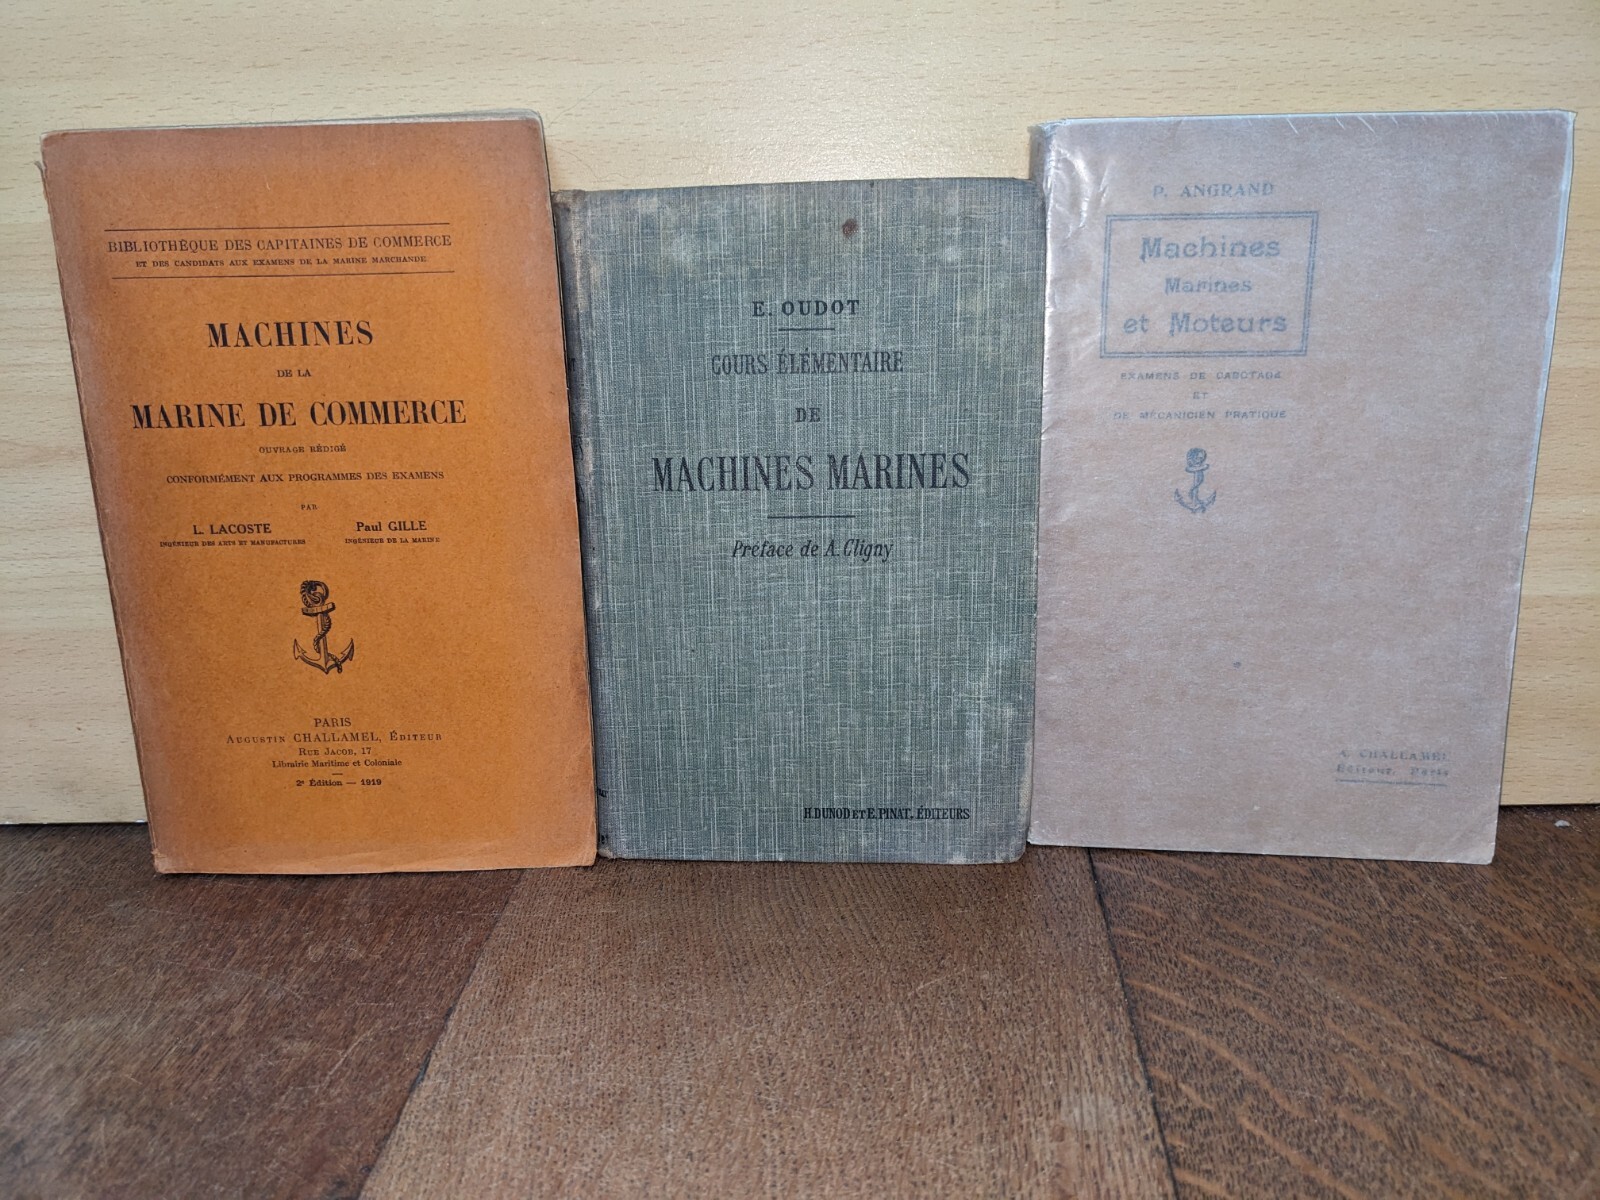 BIBLIOTHÈQUE DES CAPITAINES DE COMMERCE
ET DES CANDIDATS AUX EXAMENS DE LA MARINE MARCHANDE
MACHINES
DE LA
MARINE DE COMMERCE
OUVRAGE RÉDIGÉ
CONFORMÉMENT AUX PROGRAMMES DES EXAMENS
PAR
L. LACOSTE
INGÉNIEUR DES ARTS ET MANUFACTURES
Paul GILLE
INGÉNIEUR DE LA MARINE
PARIS
AUGUSTIN CHALLAMEL, ÉDITEUR
RUE JACOB, 17
Librairie Maritime et Coloniale
2e Édition — 1919
E. OUDOT
COURS ÉLÉMENTAIRE
DE
MACHINES MARINES
Préface de A. Cligny
H. DUNOD ET E. PINAT, ÉDITEURS
P. ANGRAND
Machines
Marines
et Moteurs
EXAMENS DE CABOTAGE
ET
DE MÉCANICIEN PRATIQUE
A. CHALLAMEL
Éditeur, Paris